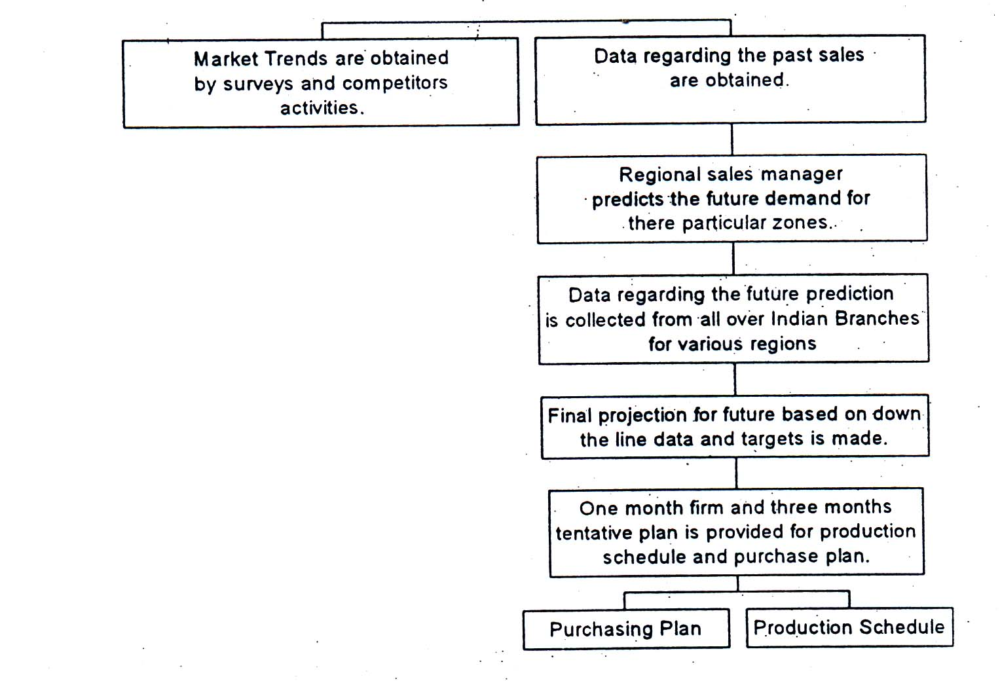 Market Trends are obtained
by surveys and competitors
activities.
Data regarding the past sales
are obtained.
Regional sales manager
predicts the future demand for
there particular zones.
Data regarding the future prediction
is collected from all over Indian Branches
for various regions
Final projection for future based on down
the line data and targets is made.
One month firm and three months
tentative plan is provided for production
schedule and purchase plan.
Purchasing Plan
Production Schedule